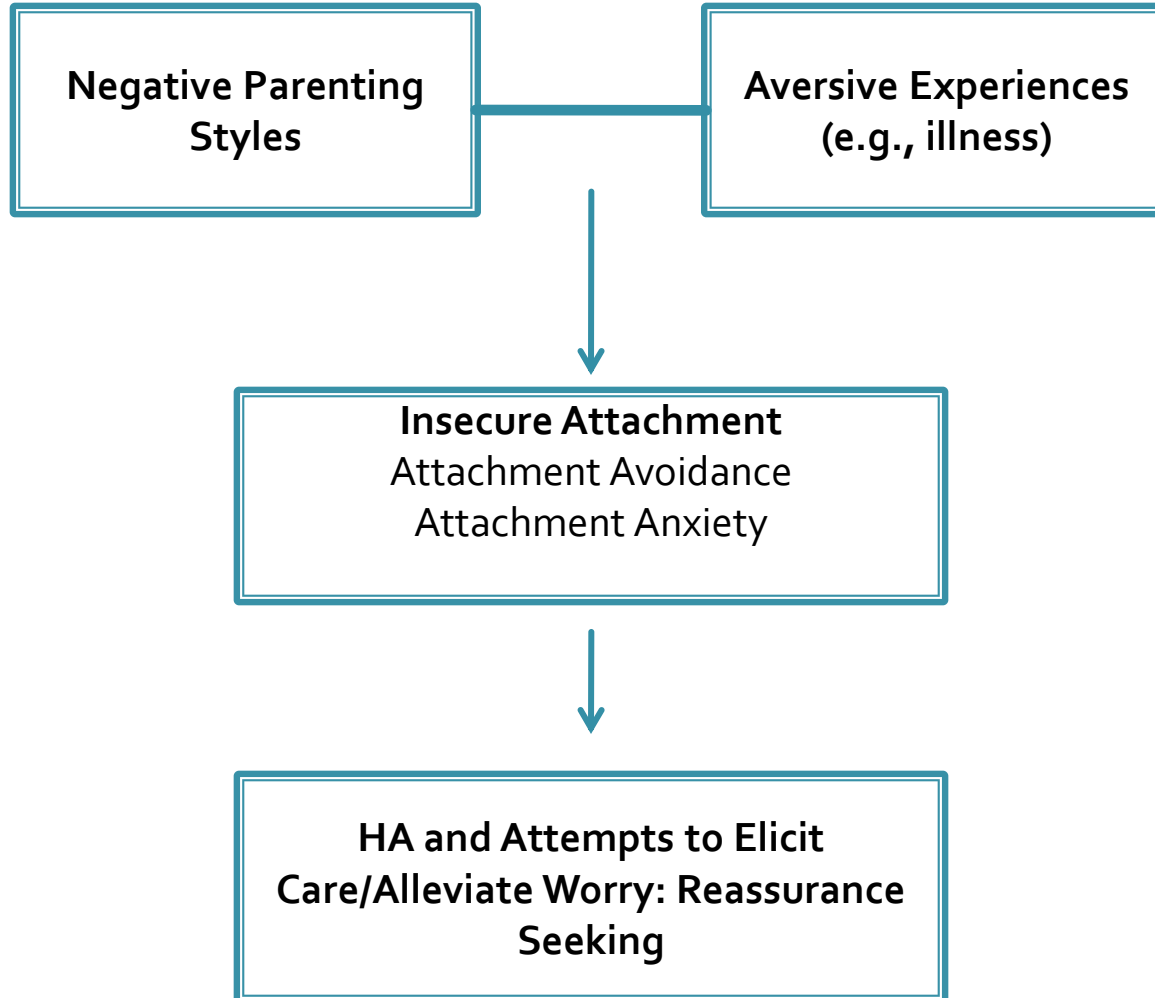 Negative Parenting
Styles
Aversive Experiences
(e.g., illness)
Insecure Attachment
Attachment Avoidance
Attachment Anxiety
HA and Attempts to Elicit
Care/Alleviate Worry: Reassurance
Seeking